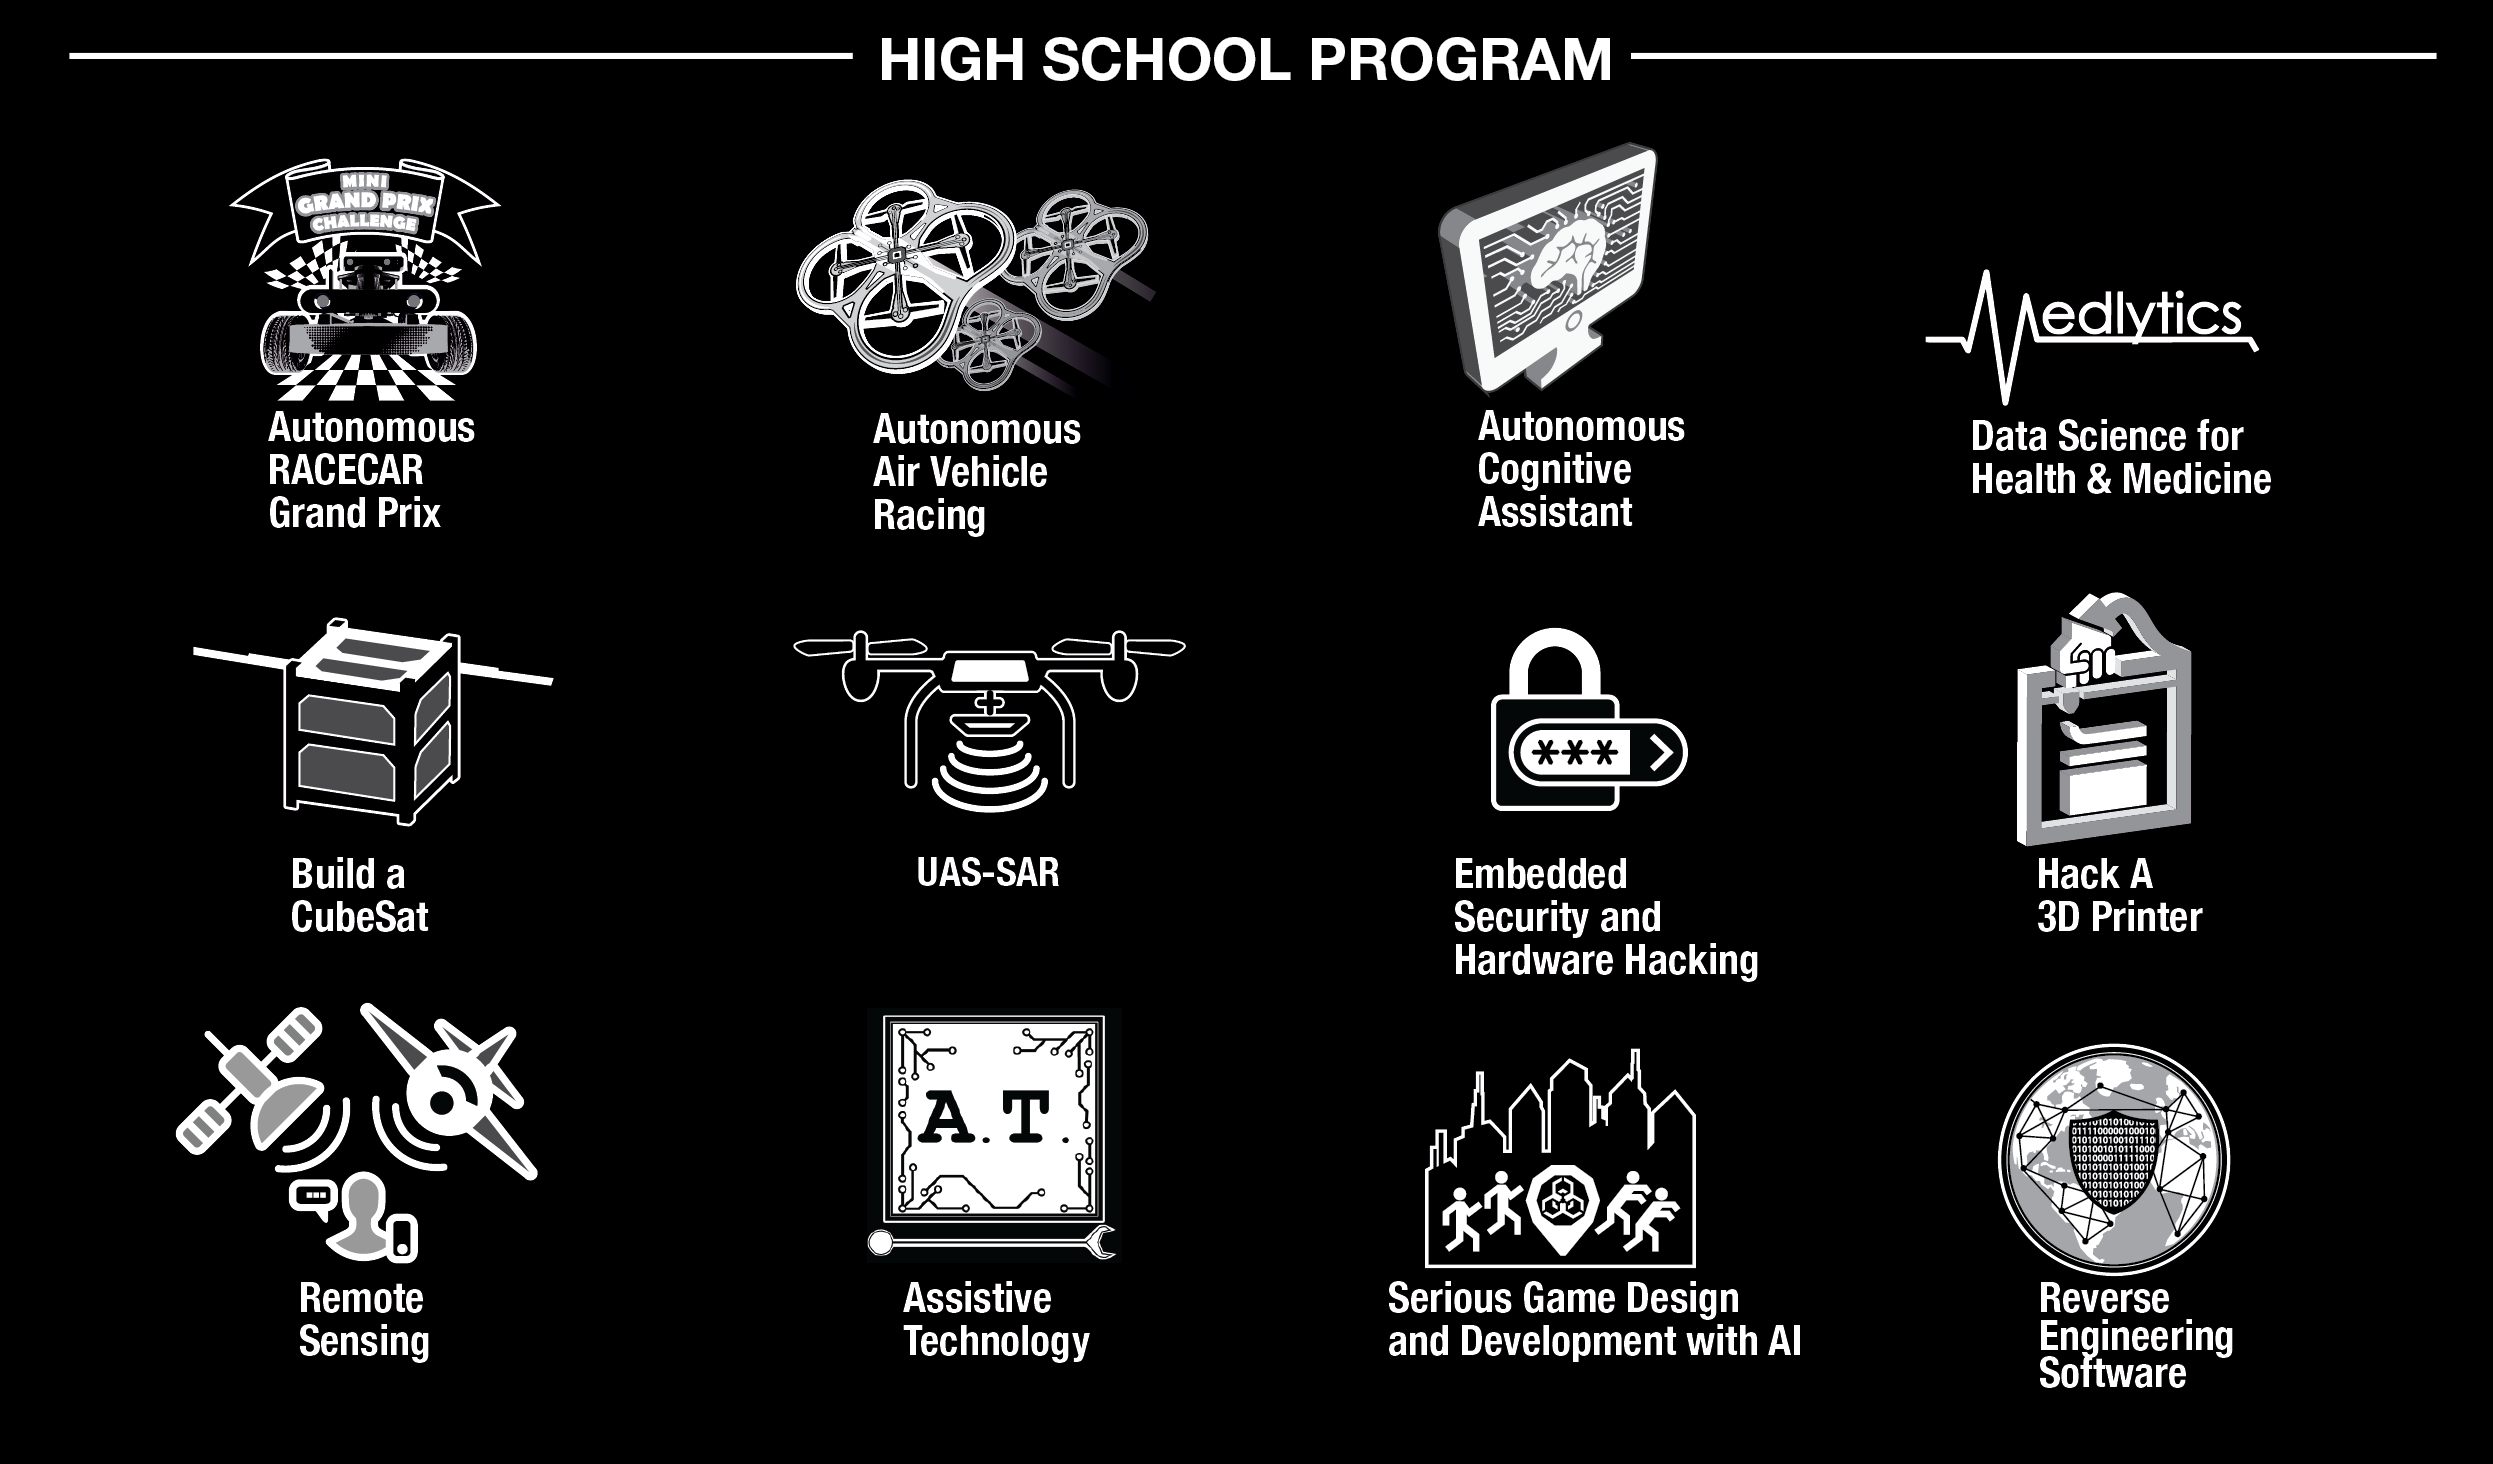 HIGH SCHOOL PROGRAM
MINI
GRAND PRIX
CHALLENGE
Autonomous
RACECAR
Grand Prix
Autonomous
Air Vehicle
Racing
Autonomous
Cognitive
Assistant
Medlytics
Data Science for
Health & Medicine
Build a
CubeSat
UAS-SAR
***
Embedded
Security and
Hardware Hacking
Hack A
3D Printer
Remote
Sensing
A.T.
Assistive
Technology
Serious Game Design
and Development with AI
Reverse
Engineering
Software